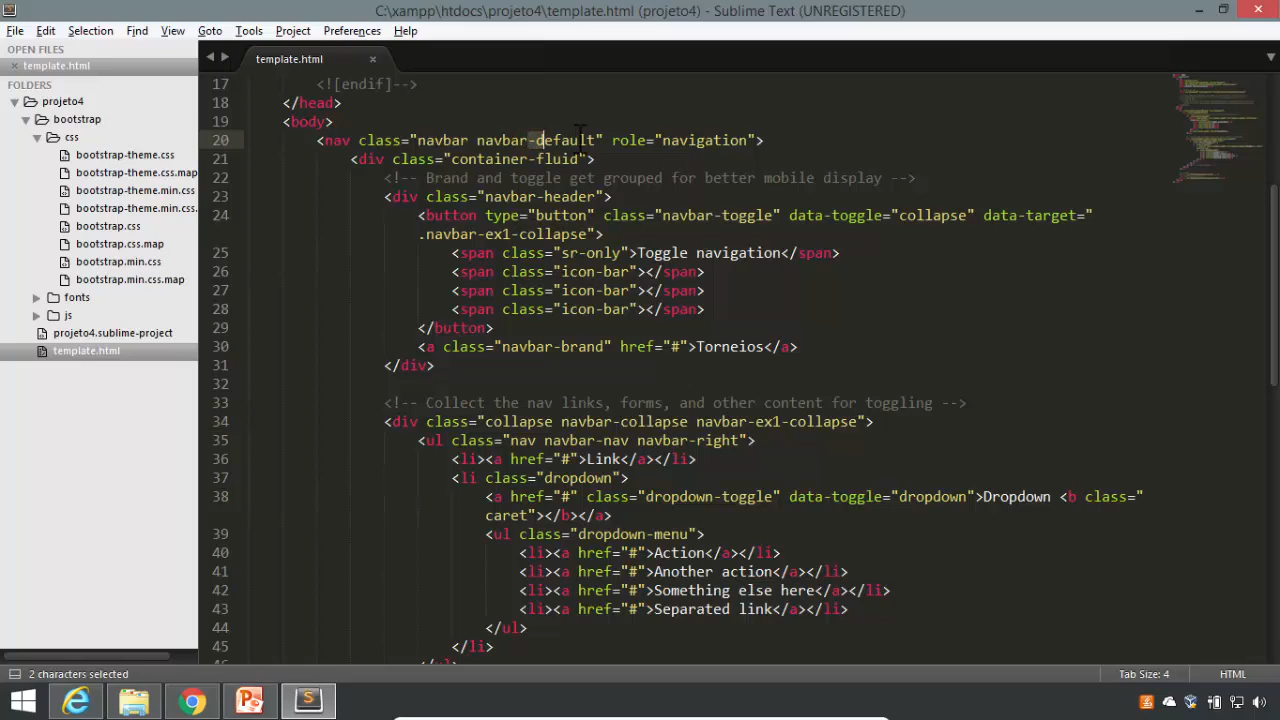 C:\xampp\htdocs\projeto4\template.html (projeto4) - Sublime Text (UNREGISTERED)
File Edit Selection Find View Goto Tools Project Preferences Help
OPEN FILES
template.html
FOLDERS
projeto4
bootstrap
css
bootstrap-theme.css
bootstrap-theme.css.map
bootstrap-theme.min.css
bootstrap-theme.min.css.
bootstrap.css
bootstrap.css.map
bootstrap.min.css
bootstrap.min.css.map
fonts
js
projeto4.sublime-project
template.html
template.html
17 <![endif]-->
18 </head>
19 <body>
20 <nav class="navbar navbar-default" role="navigation">
21 <div class="container-fluid">
22 <!-- Brand and toggle get grouped for better mobile display -->
23 <div class="navbar-header">
24 <button type="button" class="navbar-toggle" data-toggle="collapse" data-target="
.navbar-ex1-collapse">
25 <span class="sr-only">Toggle navigation</span>
26 <span class="icon-bar"></span>
27 <span class="icon-bar"></span>
28 <span class="icon-bar"></span>
29 </button>
30 <a class="navbar-brand" href="#">Torneios</a>
31 </div>
32
33 <!-- Collect the nav links, forms, and other content for toggling -->
34 <div class="collapse navbar-collapse navbar-ex1-collapse">
35 <ul class="nav navbar-nav navbar-right">
36 <li><a href="#">Link</a></li>
37 <li class="dropdown">
38 <a href="#" class="dropdown-toggle" data-toggle="dropdown">Dropdown <b class="
caret"></b></a>
39 <ul class="dropdown-menu">
40 <li><a href="#">Action</a></li>
41 <li><a href="#">Another action</a></li>
42 <li><a href="#">Something else here</a></li>
43 <li><a href="#">Separated link</a></li>
44 </ul>
45 </li>
2 characters selected Tab Size: 4 HTML